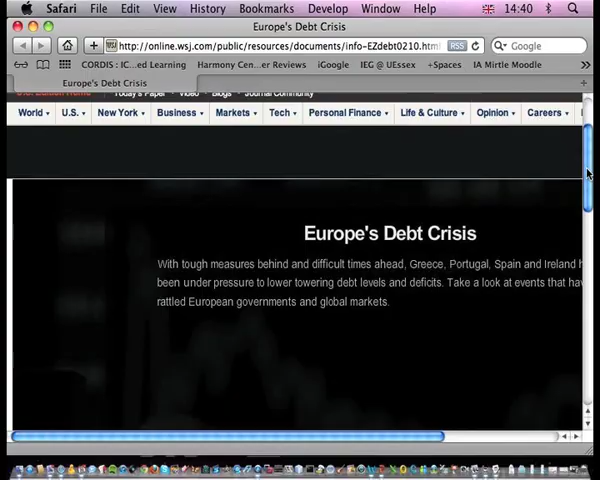 Safari File Edit View History Bookmarks Develop Window Help 14:40
Europe's Debt Crisis
http://online.wsj.com/public/resources/documents/info-EZdebt0210.html RSS Google
CORDIS : IC...ed Learning Harmony Cen...er Reviews iGoogle IEG @ UEssex +Spaces IA Mirtle Moodle
Europe's Debt Crisis
Today's Paper Video Blogs Journal Community
World U.S. New York Business Markets Tech Personal Finance Life & Culture Opinion Careers
Europe's Debt Crisis
With tough measures behind and difficult times ahead, Greece, Portugal, Spain and Ireland h
been under pressure to lower towering debt levels and deficits. Take a look at events that hav
rattled European governments and global markets.